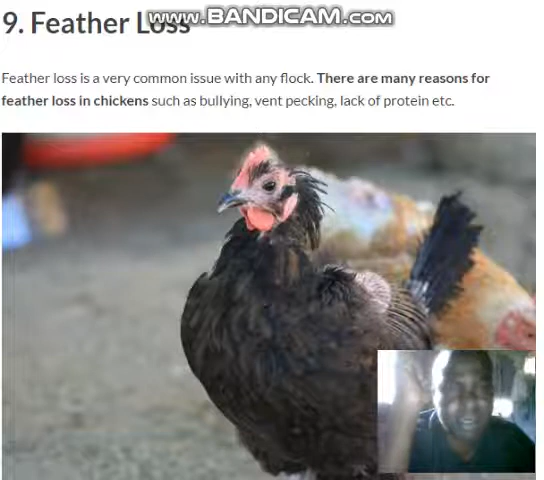 www.BANDICAM.com
9. Feather Loss
Feather loss is a very common issue with any flock. There are many reasons for
feather loss in chickens such as bullying, vent pecking, lack of protein etc.